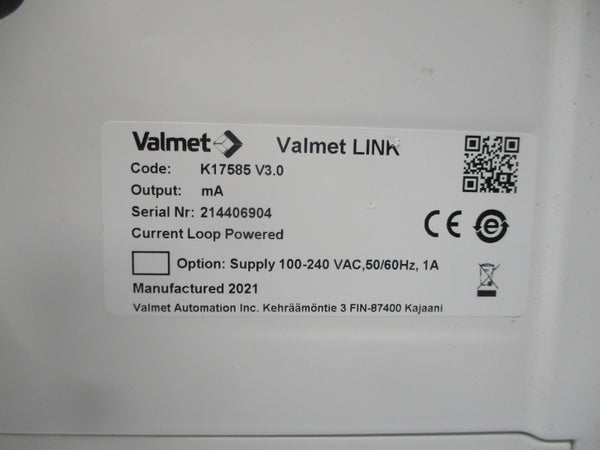 Valmet Valmet LINK
Code: K17585 V3.0
Output: mA
Serial Nr: 214406904
Current Loop Powered
Option: Supply 100-240 VAC,50/60Hz, 1A
Manufactured 2021
Valmet Automation Inc. Kehräämöntie 3 FIN-87400 Kajaani
CE